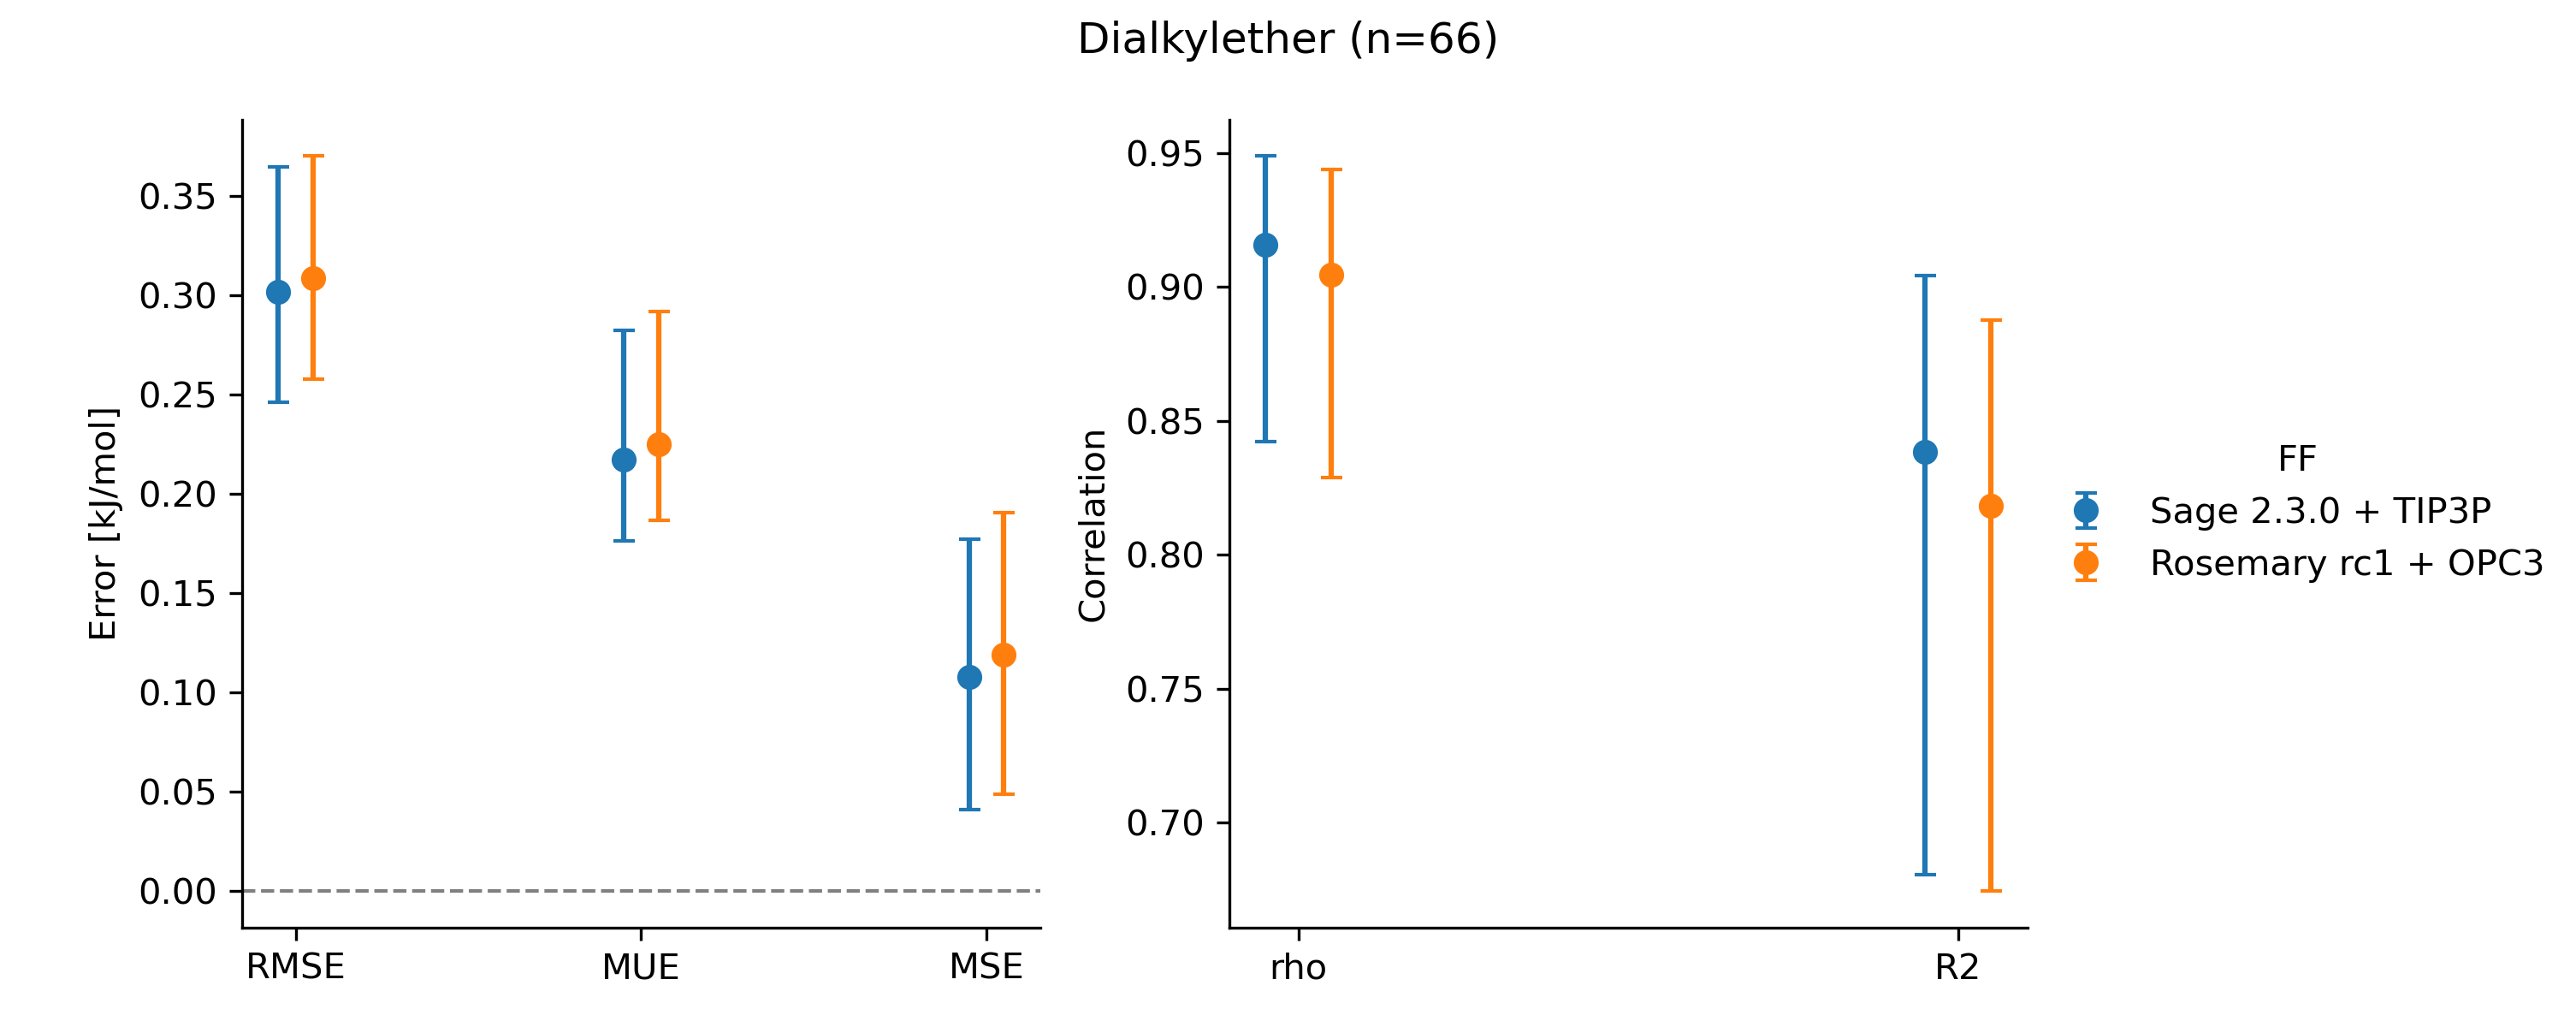 Dialkylether (n=66)
Error [kJ/mol]
0.35
0.30
0.25
0.20
0.15
0.10
0.05
0.00
RMSE
MUE
MSE
Correlation
0.95
0.90
0.85
0.80
0.75
0.70
rho
R2
FF
Sage 2.3.0 + TIP3P
Rosemary rc1 + OPC3